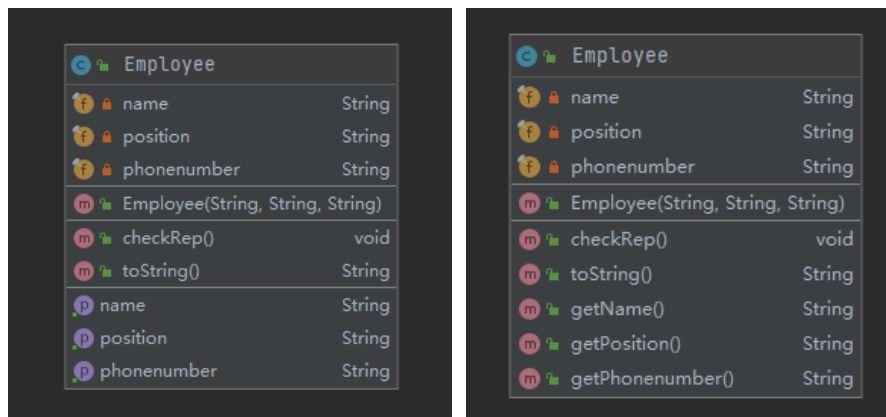 Employee
name String
position String
phonenumber String
Employee(String, String, String)
checkRep() void
toString() String
name String
position String
phonenumber String
Employee
name String
position String
phonenumber String
Employee(String, String, String)
checkRep() void
toString() String
getName() String
getPosition() String
getPhonenumber() String